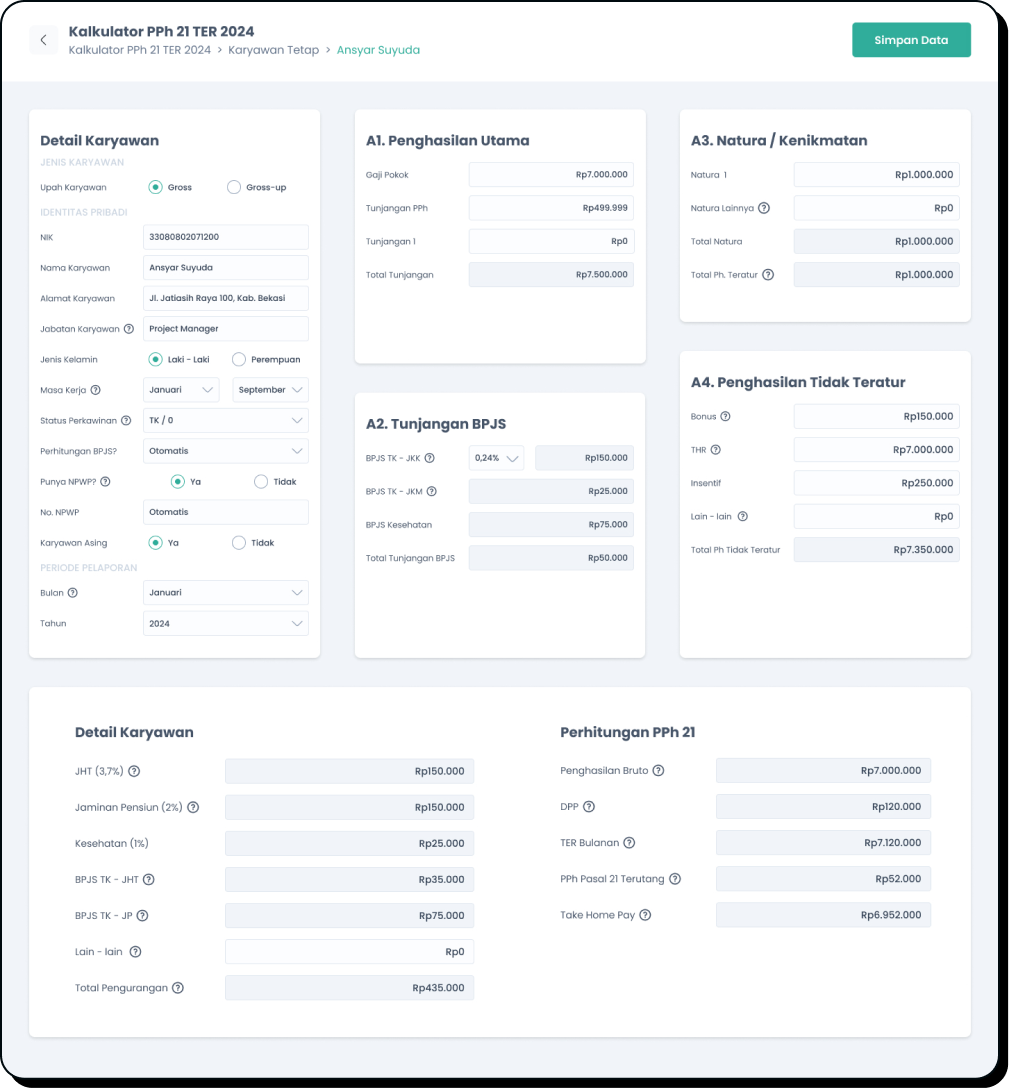 Kalkulator PPh 21 TER 2024
Kalkulator PPh 21 TER 2024 > Karyawan Tetap > Ansyar Suyuda
Simpan Data
Detail Karyawan
JENIS KARYAWAN
Upah Karyawan Gross Gross-up
IDENTITAS PRIBADI
NIK 33080802071200
Nama Karyawan Ansyar Suyuda
Alamat Karyawan Jl. Jatiasih Raya 100, Kab. Bekasi
Jabatan Karyawan ? Project Manager
Jenis Kelamin Laki - Laki Perempuan
Masa Kerja ? Januari September
Status Perkawinan ? TK / 0
Perhitungan BPJS? Otomatis
Punya NPWP? ? Ya Tidak
No. NPWP Otomatis
Karyawan Asing Ya Tidak
PERIODE PELAPORAN
Bulan ? Januari
Tahun 2024
A1. Penghasilan Utama
Gaji Pokok Rp7.000.000
Tunjangan PPh Rp499.999
Tunjangan 1 Rp0
Total Tunjangan Rp7.500.000
A2. Tunjangan BPJS
BPJS TK - JKK ? 0,24% Rp150.000
BPJS TK - JKM ? Rp25.000
BPJS Kesehatan Rp75.000
Total Tunjangan BPJS Rp50.000
A3. Natura / Kenikmatan
Natura 1 Rp1.000.000
Natura Lainnya ? Rp0
Total Natura Rp1.000.000
Total Ph. Teratur ? Rp1.000.000
A4. Penghasilan Tidak Teratur
Bonus ? Rp150.000
THR ? Rp7.000.000
Insentif Rp250.000
Lain - lain ? Rp0
Total Ph Tidak Teratur Rp7.350.000
Detail Karyawan
JHT (3,7%) ? Rp150.000
Jaminan Pensiun (2%) ? Rp150.000
Kesehatan (1%) Rp25.000
BPJS TK - JHT ? Rp35.000
BPJS TK - JP ? Rp75.000
Lain - lain ? Rp0
Total Pengurangan ? Rp435.000
Perhitungan PPh 21
Penghasilan Bruto ? Rp7.000.000
DPP ? Rp120.000
TER Bulanan ? Rp7.120.000
PPh Pasal 21 Terutang ? Rp52.000
Take Home Pay ? Rp6.952.000